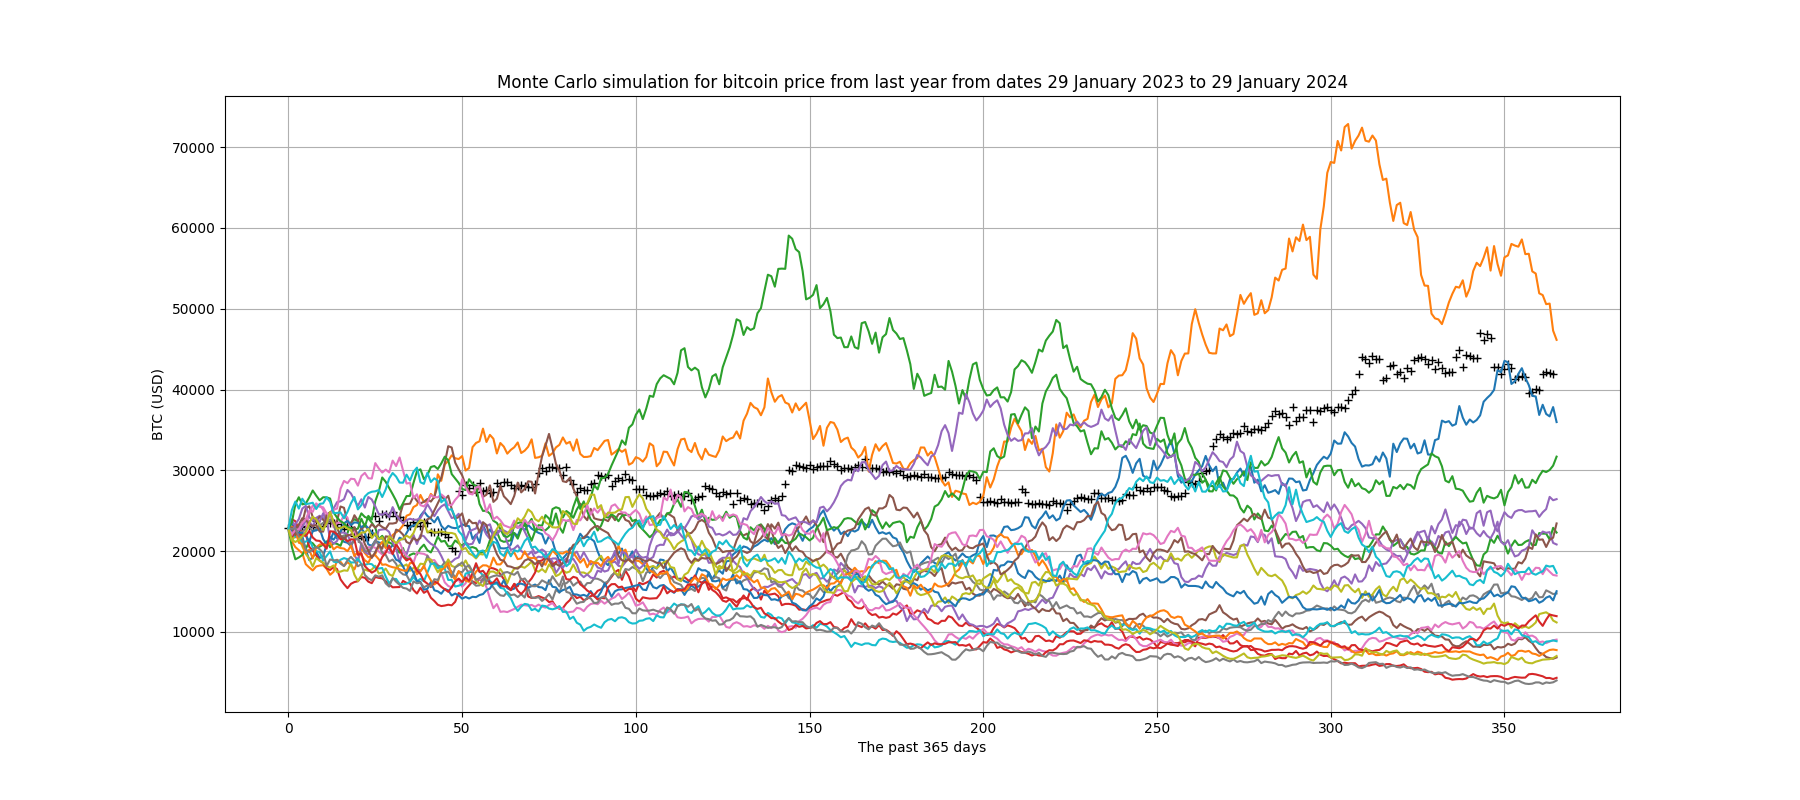 Monte Carlo simulation for bitcoin price from last year from dates 29 January 2023 to 29 January 2024
70000
60000
50000
40000
30000
20000
10000
BTC (USD)
0 50 100 150 200 250 300 350
The past 365 days